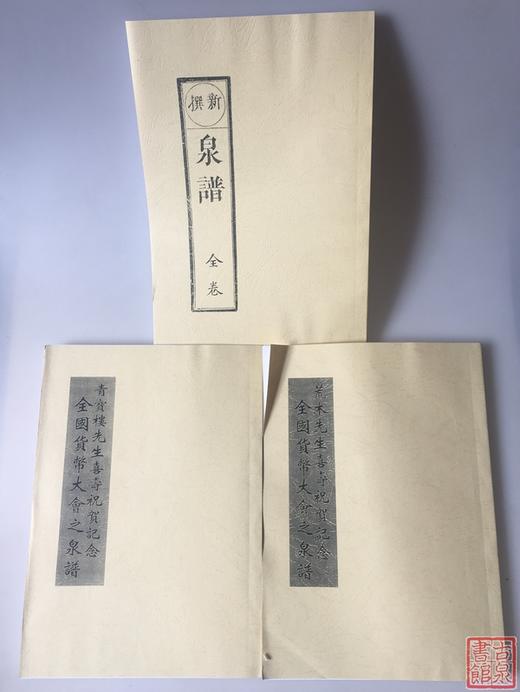 新撰
泉譜
全卷
青寶樓先生喜壽祝賀記念
全國貨幣大會之泉譜
荒木先生喜壽祝賀記念
全國貨幣大會之泉譜
古泉書館